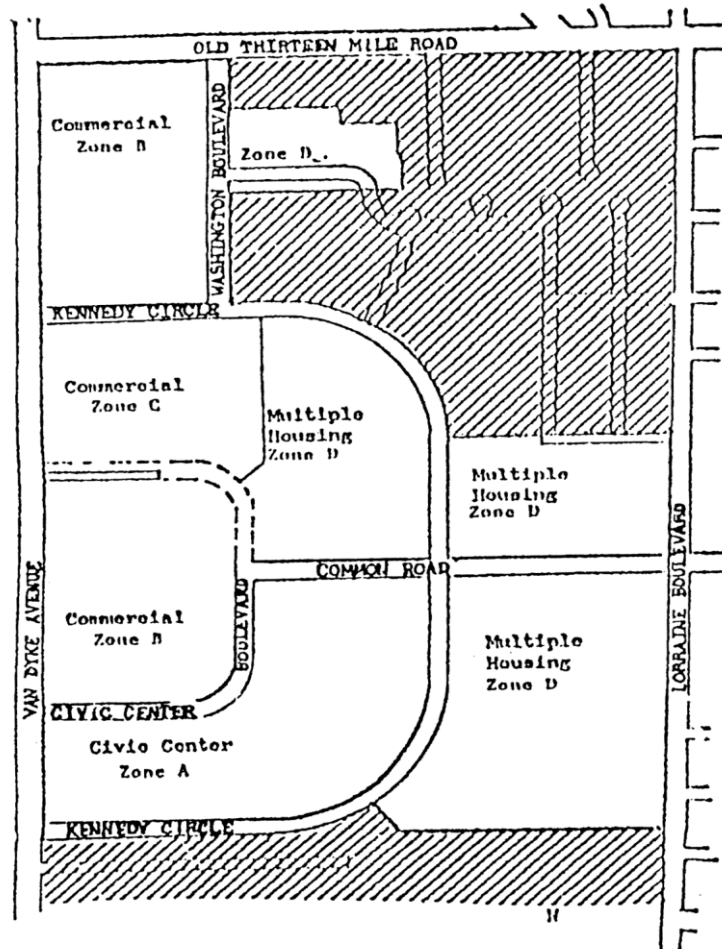 OLD THIRTEEN MILE ROAD
WASHINGTON BOULEVARD
Commercial
Zone B
Zone D
KENNEDY CIRCLE
Commercial
Zone C
Multiple
Housing
Zone D
Multiple
Housing
Zone D
COMMON ROAD
VAN DYKE AVENUE
LORRAINE BOULEVARD
Commercial
Zone B
BOULEVARD
Multiple
Housing
Zone D
CIVIC CENTER
Civic Center
Zone A
KENNEDY CIRCLE
N